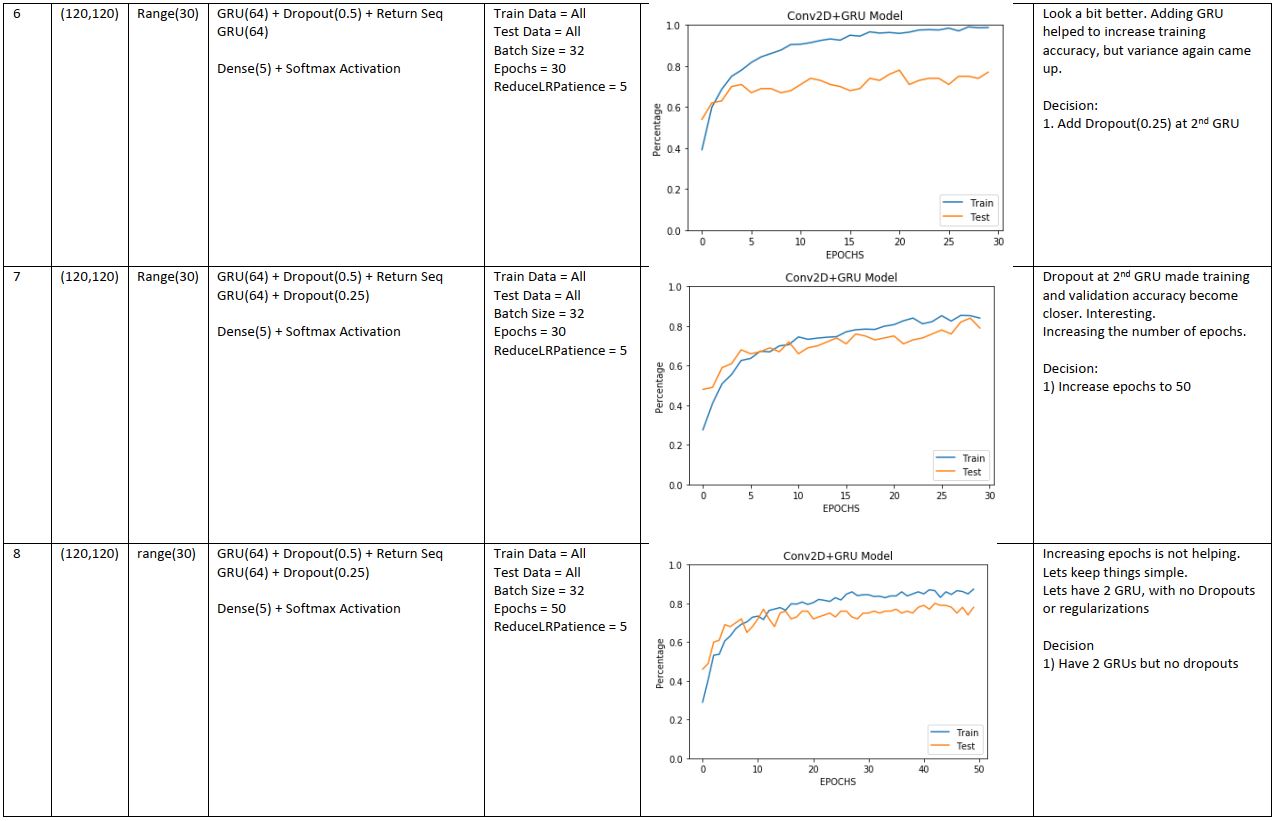 6
(120,120)
Range(30)
GRU(64) + Dropout(0.5) + Return Seq
GRU(64)
Dense(5) + Softmax Activation
Train Data = All
Test Data = All
Batch Size = 32
Epochs = 30
ReduceLRPatience = 5
Conv2D+GRU Model
1.0
0.8
0.6
0.4
0.2
0.0
Percentage
0 5 10 15 20 25 30
EPOCHS
Train
Test
Look a bit better. Adding GRU
helped to increase training
accuracy, but variance again came
up.
Decision:
1. Add Dropout(0.25) at 2nd GRU
7
(120,120)
Range(30)
GRU(64) + Dropout(0.5) + Return Seq
GRU(64) + Dropout(0.25)
Dense(5) + Softmax Activation
Train Data = All
Test Data = All
Batch Size = 32
Epochs = 30
ReduceLRPatience = 5
Conv2D+GRU Model
1.0
0.8
0.6
0.4
0.2
0.0
Percentage
0 5 10 15 20 25 30
EPOCHS
Train
Test
Dropout at 2nd GRU made training
and validation accuracy become
closer. Interesting.
Increasing the number of epochs.
Decision:
1) Increase epochs to 50
8
(120,120)
range(30)
GRU(64) + Dropout(0.5) + Return Seq
GRU(64) + Dropout(0.25)
Dense(5) + Softmax Activation
Train Data = All
Test Data = All
Batch Size = 32
Epochs = 50
ReduceLRPatience = 5
Conv2D+GRU Model
1.0
0.8
0.6
0.4
0.2
0.0
Percentage
0 10 20 30 40 50
EPOCHS
Train
Test
Increasing epochs is not helping.
Lets keep things simple.
Lets have 2 GRU, with no Dropouts
or regularizations
Decision
1) Have 2 GRUs but no dropouts